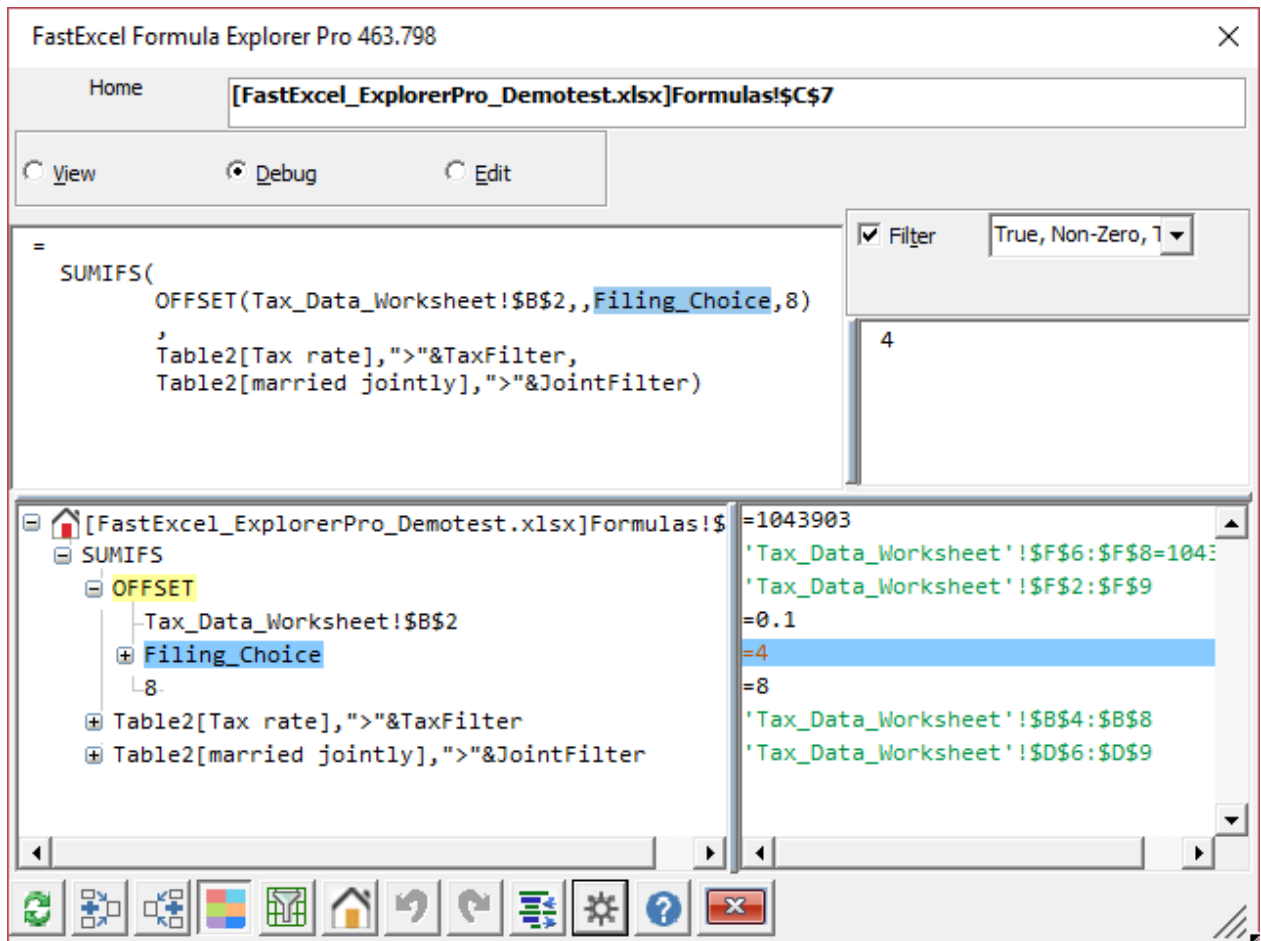 FastExcel Formula Explorer Pro 463.798
Home
[FastExcel_ExplorerPro_Demotest.xlsx]Formulas!$C$7
View Debug Edit
=
SUMIFS(
OFFSET(Tax_Data_Worksheet!$B$2,,Filing_Choice,8)
,
Table2[Tax rate],">"&TaxFilter,
Table2[married jointly],">"&JointFilter)
Filter True, Non-Zero, T
4
[FastExcel_ExplorerPro_Demotest.xlsx]Formulas!$ =1043903
SUMIFS 'Tax_Data_Worksheet'!$F$6:$F$8=1043
OFFSET 'Tax_Data_Worksheet'!$F$2:$F$9
Tax_Data_Worksheet!$B$2 =0.1
Filing_Choice =4
8 =8
Table2[Tax rate],">"&TaxFilter 'Tax_Data_Worksheet'!$B$4:$B$8
Table2[married jointly],">"&JointFilter 'Tax_Data_Worksheet'!$D$6:$D$9